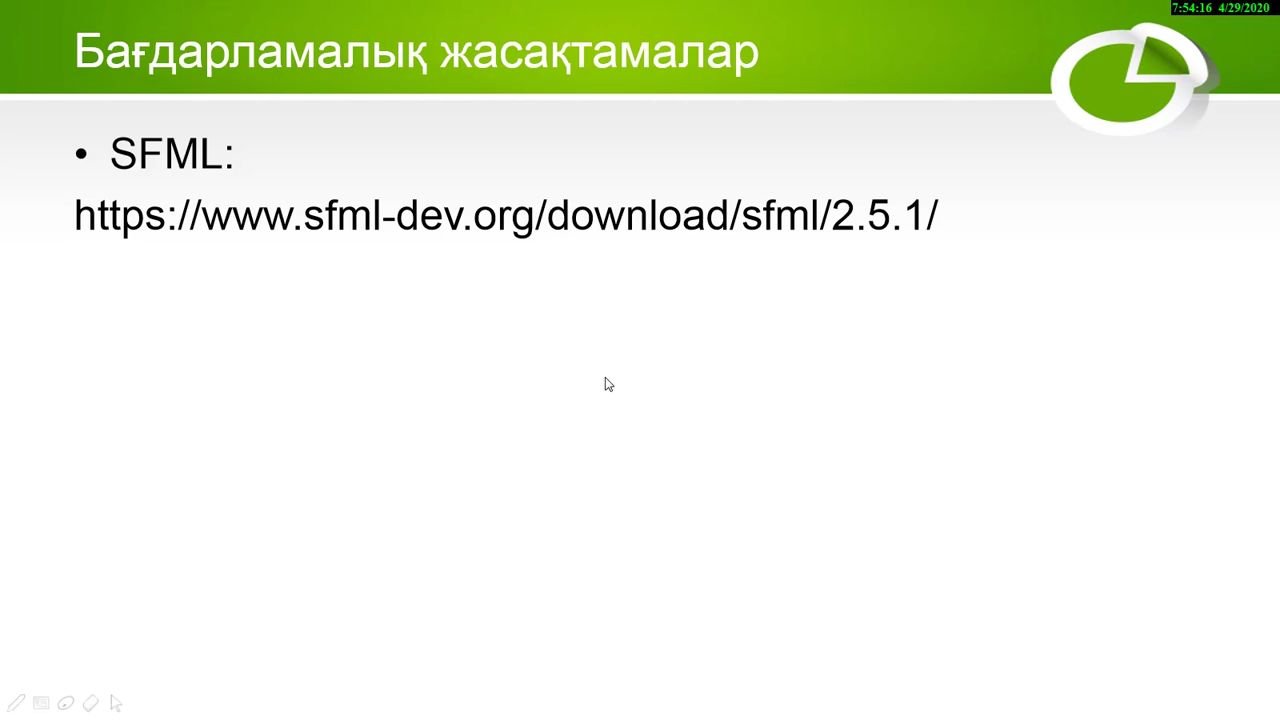 7:54:16 4/29/2020
Бағдарламалық жасақтамалар
• SFML:
https://www.sfml-dev.org/download/sfml/2.5.1/